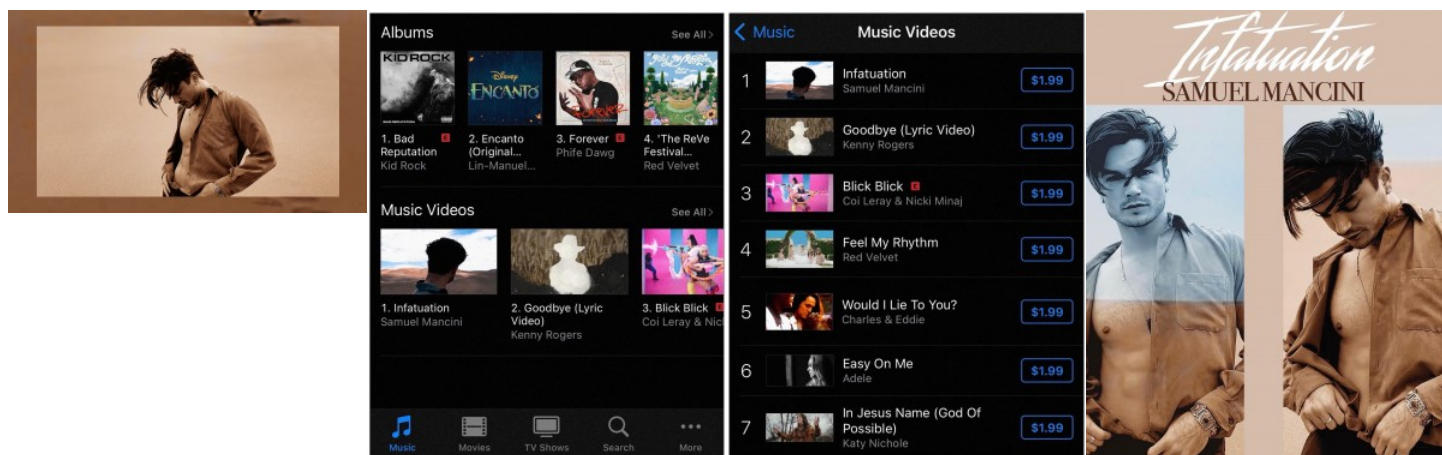 Albums
See All >
KID ROCK
BAD REPUTATION
Disney
ENCANTO
FOREVER
1. Bad Reputation E
Kid Rock
2. Encanto (Original...
Lin-Manuel...
3. Forever E
Phife Dawg
4. 'The ReVe Festival...
Red Velvet
Music Videos
See All >
1. Infatuation
Samuel Mancini
2. Goodbye (Lyric Video)
Kenny Rogers
3. Blick Blick E
Coi Leray & Nic
Music
Movies
TV Shows
Search
More
Music
Music Videos
1
Infatuation
Samuel Mancini
$1.99
2
Goodbye (Lyric Video)
Kenny Rogers
$1.99
3
Blick Blick E
Coi Leray & Nicki Minaj
$1.99
4
Feel My Rhythm
Red Velvet
$1.99
5
Would I Lie To You?
Charles & Eddie
$1.99
6
Easy On Me
Adele
$1.99
7
In Jesus Name (God Of
Possible)
Katy Nichole
$1.99
Infatuation
SAMUEL MANCINI